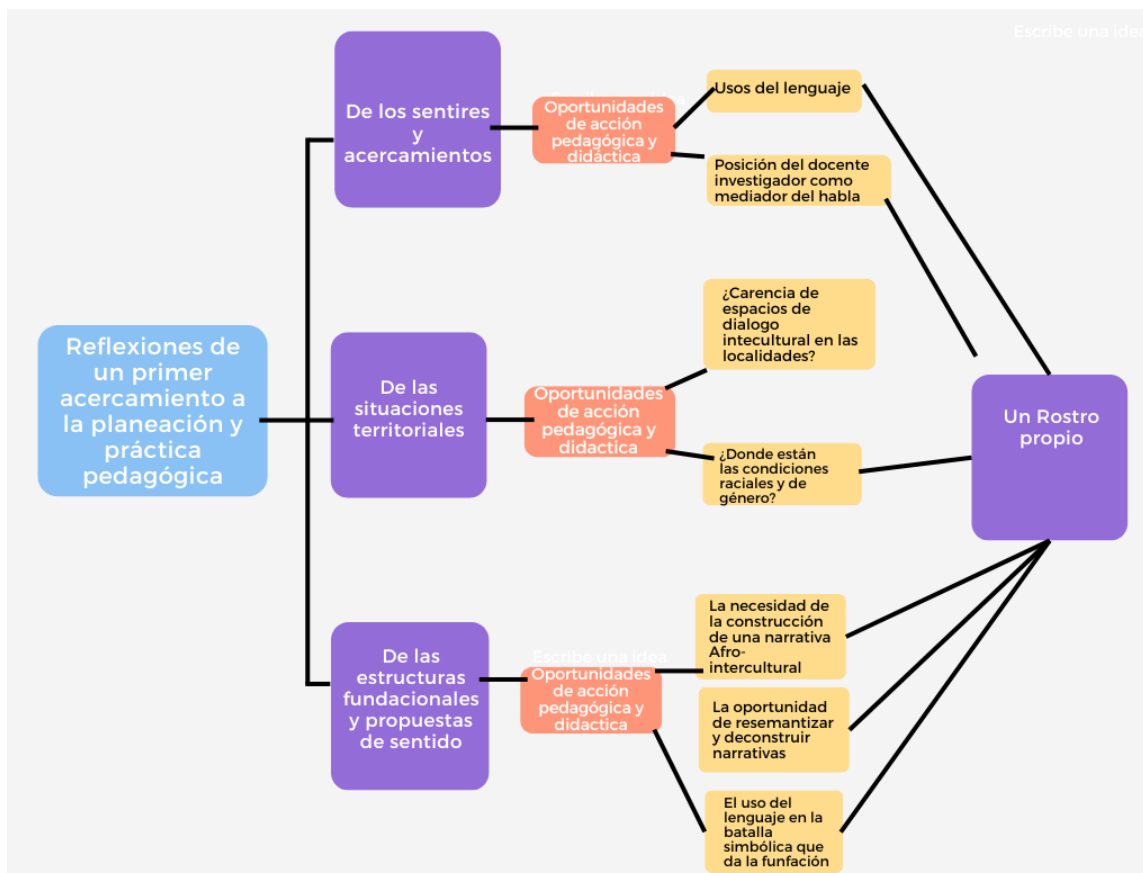 Escribe una idea
De los sentires
y
acercamientos
Oportunidades
de acción
pedagógica y
didáctica
Usos del lenguaje
Posición del docente
investigador como
mediador del habla
Reflexiones de
un primer
acercamiento a
la planeación y
práctica
pedagógica
De las
situaciones
territoriales
Oportunidades
de acción
pedagógica y
didactica
¿Carencia de
espacios de
dialogo
intecultural en las
localidades?
¿Donde están
las condiciones
raciales y de
género?
Un Rostro
propio
De las
estructuras
fundacionales
y propuestas
de sentido
Escribe una idea
Oportunidades
de acción
pedagógica y
didactica
La necesidad de
la construcción
de una narrativa
Afro-
intercultural
La oportunidad
de resemantizar
y deconstruir
narrativas
El uso del
lenguaje en la
batalla
simbólica que
da la funfación